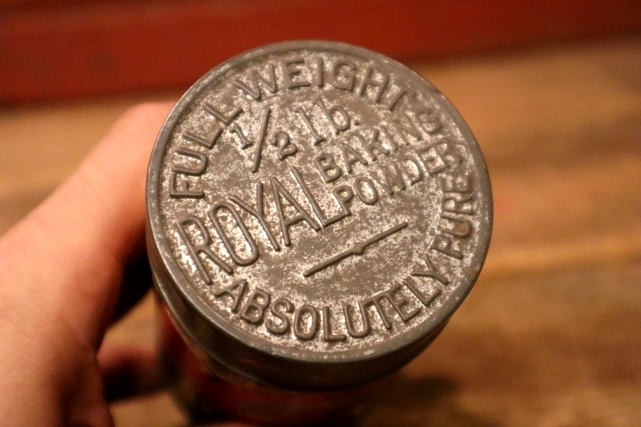 FULL WEIGHT
1/2 lb.
ROYAL BAKING
POWDER
ABSOLUTELY PURE